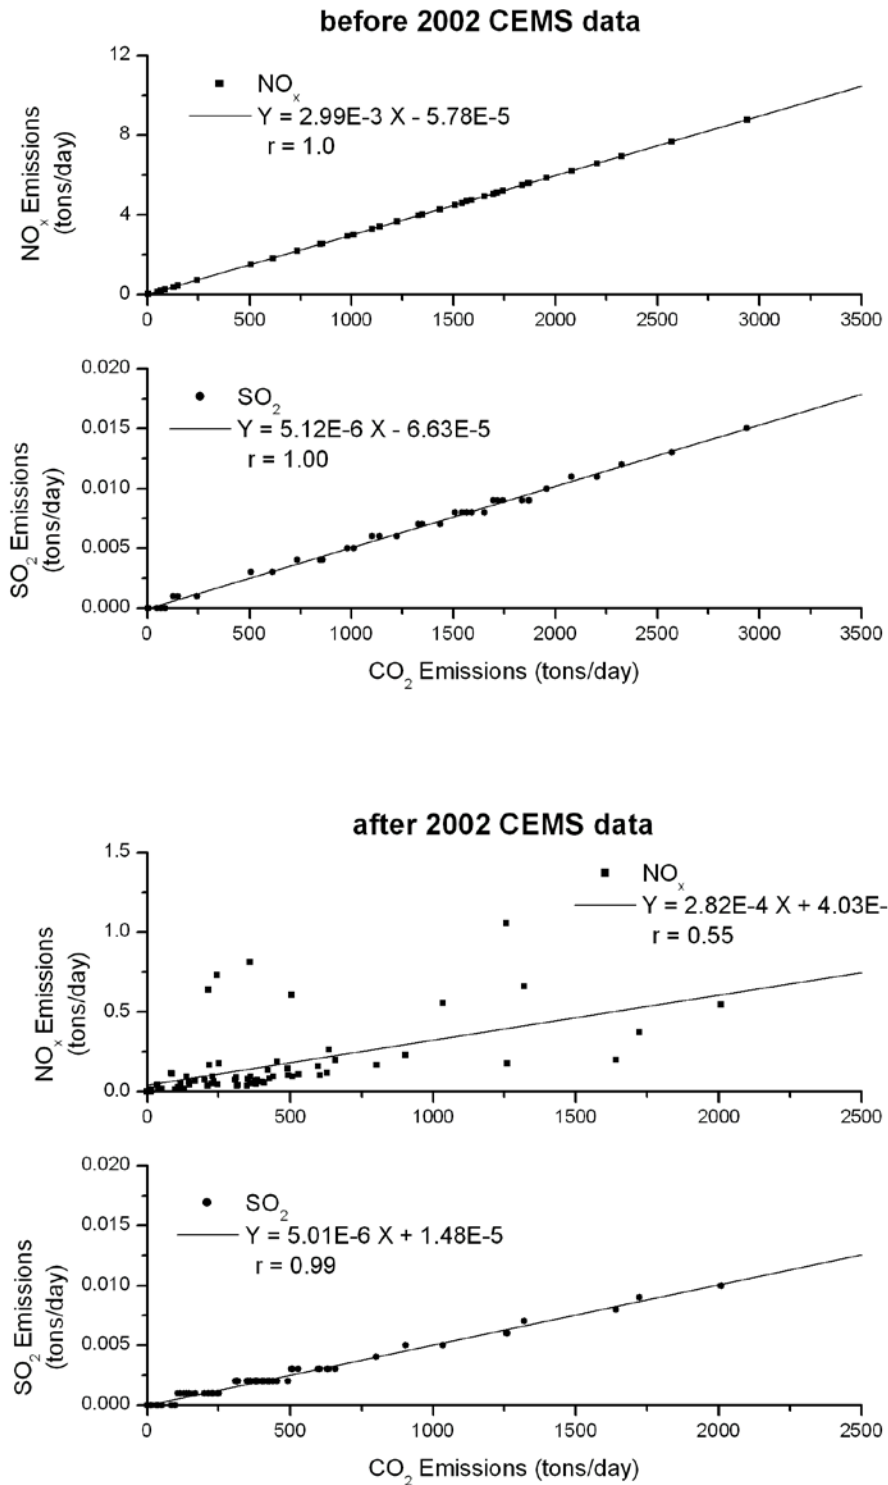 before 2002 CEMS data
12
8
4
0
NOx Emissions
(tons/day)
NOx
Y = 2.99E-3 X - 5.78E-5
r = 1.0
0 500 1000 1500 2000 2500 3000 3500
0.020
0.015
0.010
0.005
0.000
SO2 Emissions
(tons/day)
SO2
Y = 5.12E-6 X - 6.63E-5
r = 1.00
0 500 1000 1500 2000 2500 3000 3500
CO2 Emissions (tons/day)
after 2002 CEMS data
1.5
1.0
0.5
0.0
NOx Emissions
(tons/day)
NOx
Y = 2.82E-4 X + 4.03E-
r = 0.55
0 500 1000 1500 2000 2500
0.020
0.015
0.010
0.005
0.000
SO2 Emissions
(tons/day)
SO2
Y = 5.01E-6 X + 1.48E-5
r = 0.99
0 500 1000 1500 2000 2500
CO2 Emissions (tons/day)